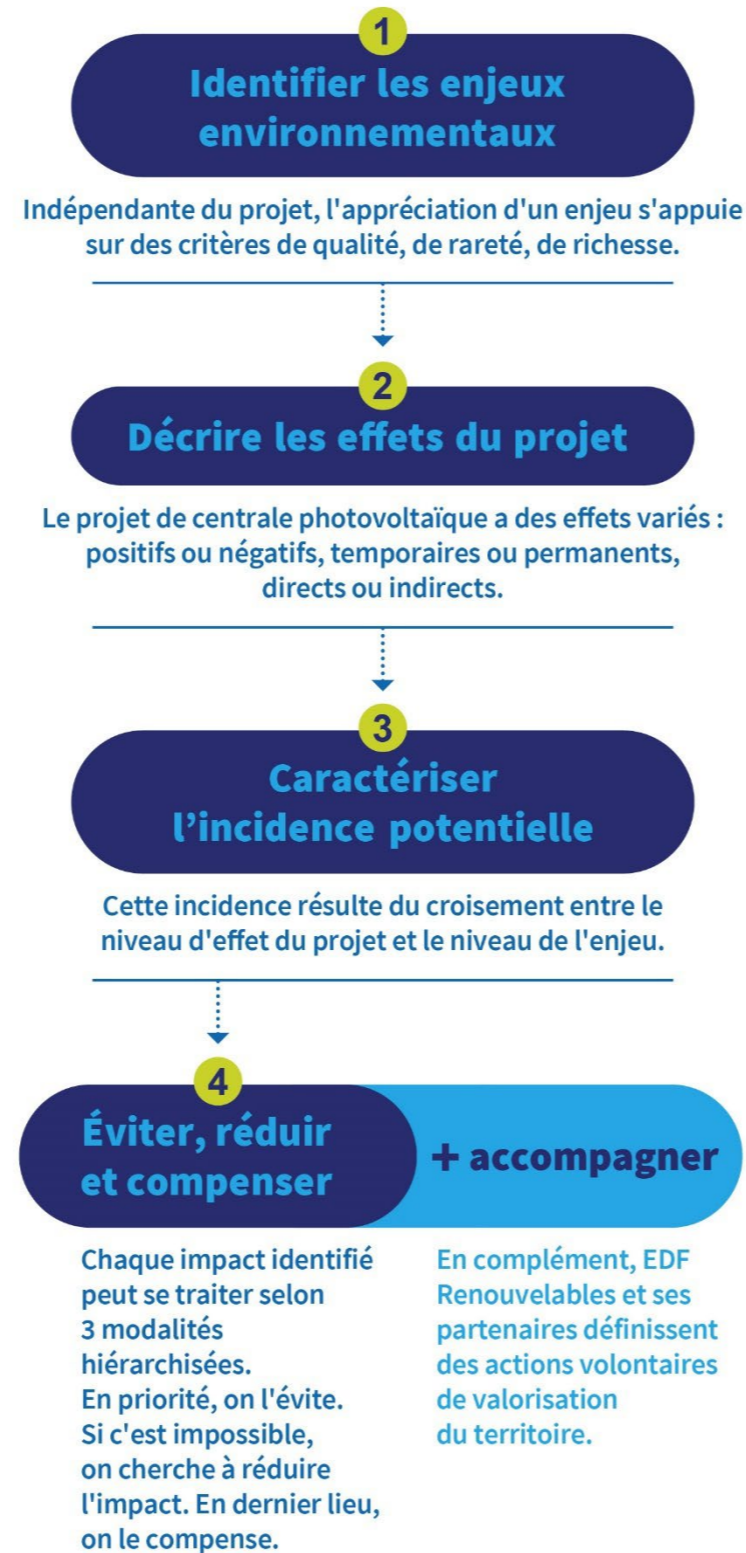 1
Identifier les enjeux
environnementaux
Indépendante du projet, l'appréciation d'un enjeu s'appuie
sur des critères de qualité, de rareté, de richesse.
2
Décrire les effets du projet
Le projet de centrale photovoltaïque a des effets variés :
positifs ou négatifs, temporaires ou permanents,
directs ou indirects.
3
Caractériser
l’incidence potentielle
Cette incidence résulte du croisement entre le
niveau d'effet du projet et le niveau de l'enjeu.
4
Éviter, réduire
et compenser
+ accompagner
Chaque impact identifié
peut se traiter selon
3 modalités
hiérarchisées.
En priorité, on l'évite.
Si c'est impossible,
on cherche à réduire
l'impact. En dernier lieu,
on le compense.
En complément, EDF
Renouvelables et ses
partenaires définissent
des actions volontaires
de valorisation
du territoire.